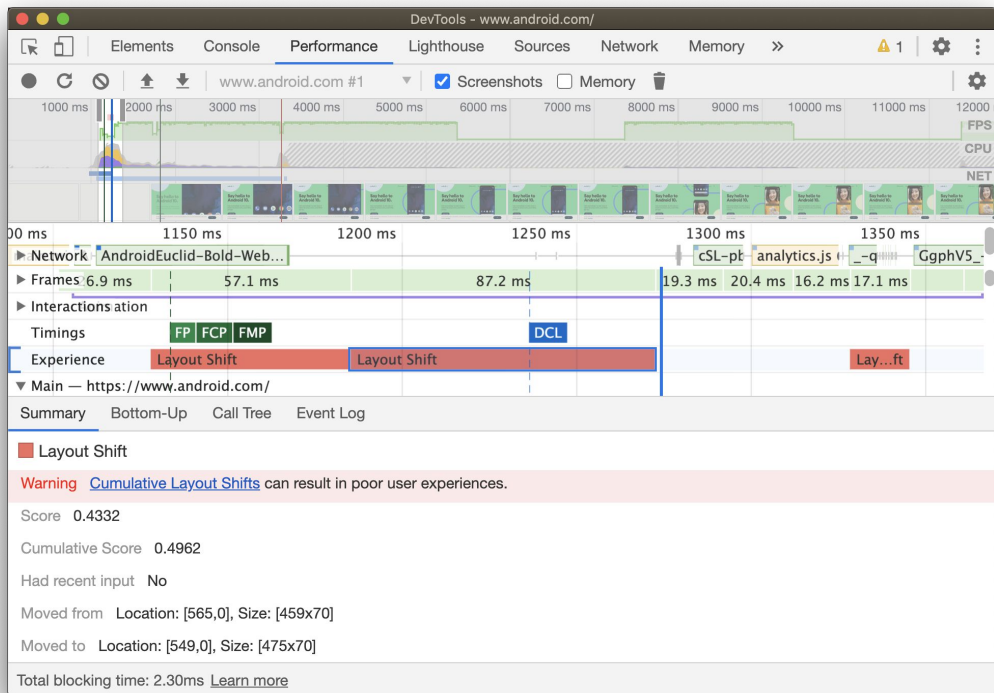 DevTools - www.android.com/
Elements Console Performance Lighthouse Sources Network Memory » 1
www.android.com #1 Screenshots Memory
1000 ms 2000 ms 3000 ms 4000 ms 5000 ms 6000 ms 7000 ms 8000 ms 9000 ms 10000 ms 11000 ms 12000
FPS
CPU
NET
00 ms 1150 ms 1200 ms 1250 ms 1300 ms 1350 ms
Network AndroidEuclid-Bold-Web... cSL-pb analytics.js _-q GgphV5_-
Frames 26.9 ms 57.1 ms 87.2 ms 19.3 ms 20.4 ms 16.2 ms 17.1 ms
Interactions ation
Timings FP FCP FMP DCL
Experience Layout Shift Layout Shift Lay...ft
Main — https://www.android.com/
Summary Bottom-Up Call Tree Event Log
Layout Shift
Warning Cumulative Layout Shifts can result in poor user experiences.
Score 0.4332
Cumulative Score 0.4962
Had recent input No
Moved from Location: [565,0], Size: [459x70]
Moved to Location: [549,0], Size: [475x70]
Total blocking time: 2.30ms Learn more